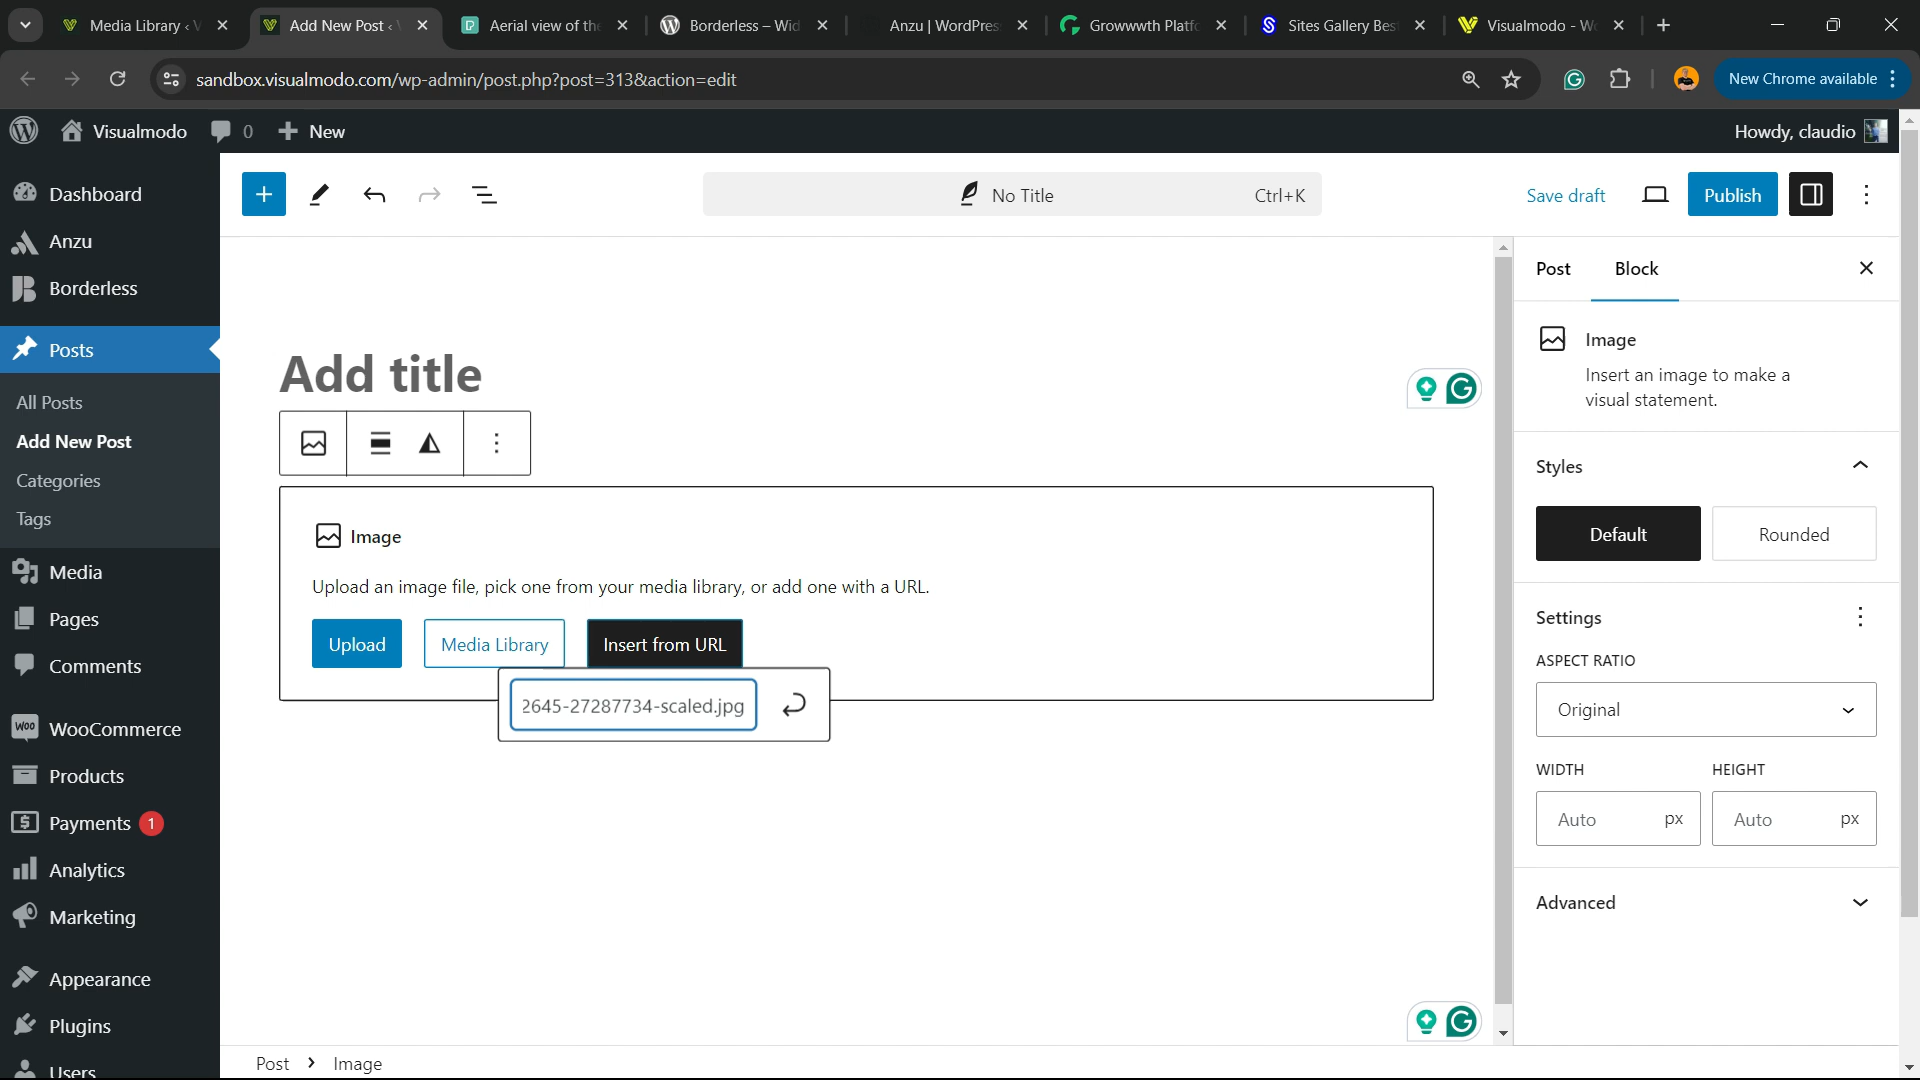 Media Library ‹ V
Add New Post ‹
Aerial view of the
Borderless – Wid
Anzu | WordPres
Growwwth Platfo
Sites Gallery Bes
Visualmodo - W
sandbox.visualmodo.com/wp-admin/post.php?post=313&action=edit
New Chrome available
Visualmodo
0
New
Howdy, claudio
Dashboard
Anzu
Borderless
Posts
All Posts
Add New Post
Categories
Tags
Media
Pages
Comments
WooCommerce
Products
Payments 1
Analytics
Marketing
Appearance
Plugins
Users
No Title
Ctrl+K
Save draft
Publish
Add title
Image
Upload an image file, pick one from your media library, or add one with a URL.
Upload
Media Library
Insert from URL
2645-27287734-scaled.jpg
Post
Block
Image
Insert an image to make a
visual statement.
Styles
Default
Rounded
Settings
ASPECT RATIO
Original
WIDTH
HEIGHT
Auto px
Auto px
Advanced
Post › Image